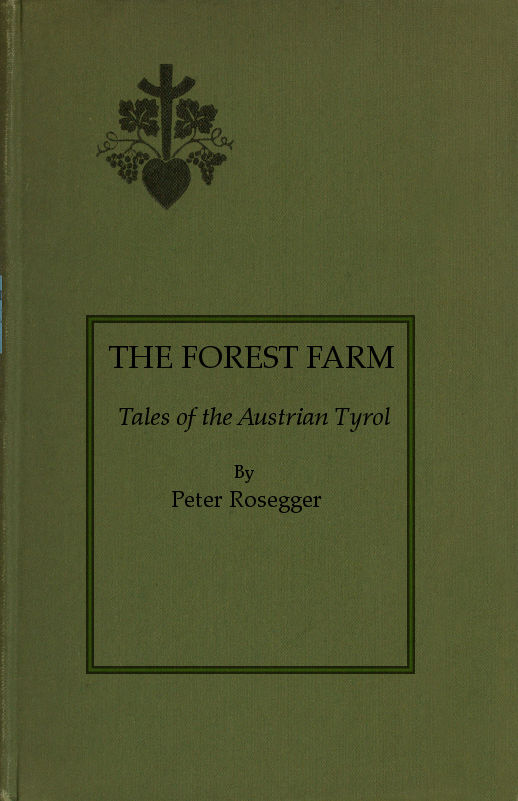 THE FOREST FARM
Tales of the Austrian Tyrol
By
Peter Rosegger